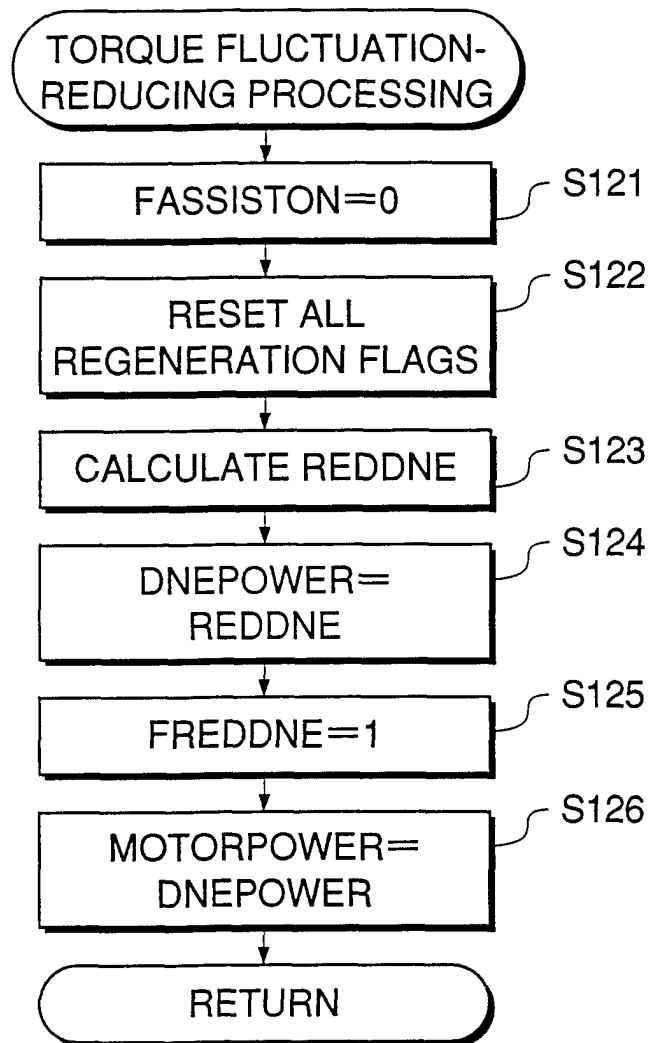 TORQUE FLUCTUATION-
REDUCING PROCESSING
FASSISTON=0
S121
RESET ALL
REGENERATION FLAGS
S122
CALCULATE REDDNE
S123
DNEPOWER=
REDDNE
S124
FREDDNE=1
S125
MOTORPOWER=
DNEPOWER
S126
RETURN